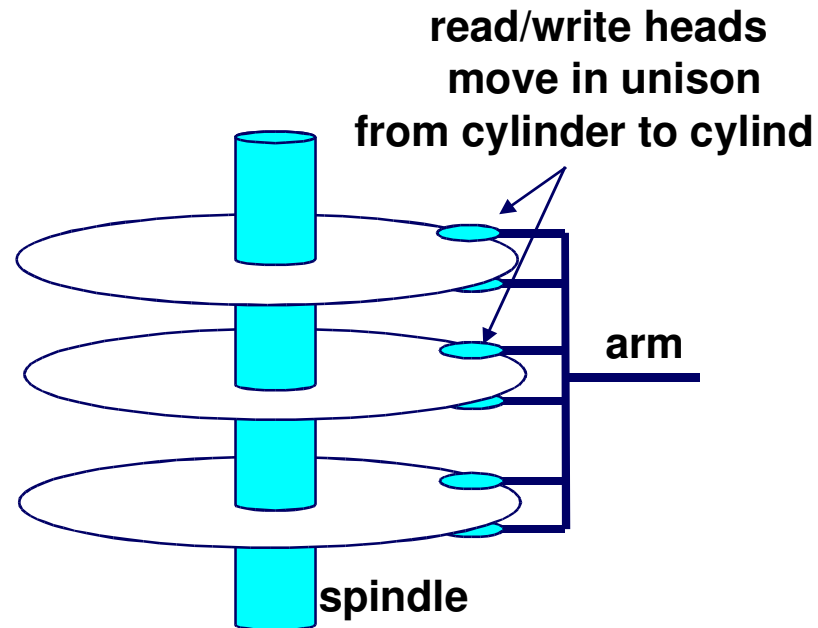 read/write heads
move in unison
from cylinder to cylind
arm
spindle